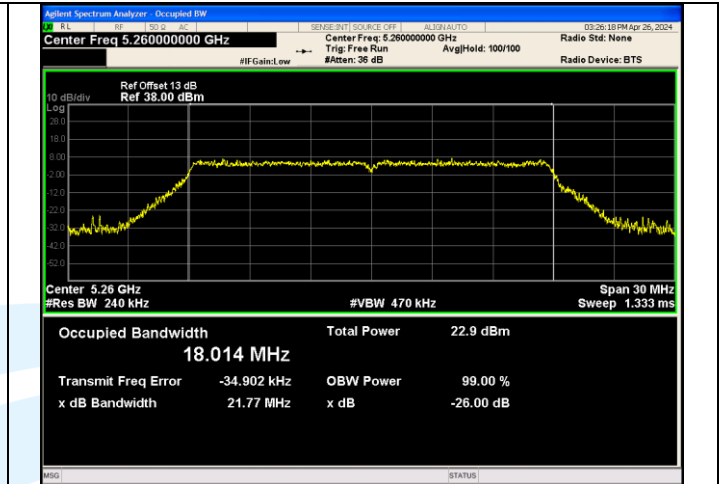 Agilent Spectrum Analyzer - Occupied BW
RL RF 50 Ω AC SENSE:INT SOURCE OFF ALIGN AUTO 03:26:18 PM Apr 26, 2024
Center Freq 5.260000000 GHz Center Freq: 5.260000000 GHz Radio Std: None
Trig: Free Run Avg|Hold: 100/100
#IFGain:Low #Atten: 36 dB Radio Device: BTS
Ref Offset 13 dB
10 dB/div Ref 38.00 dBm
Log
28.0
18.0
8.00
-2.00
-12.0
-22.0
-32.0
-42.0
-52.0
Center 5.26 GHz Span 30 MHz
#Res BW 240 kHz #VBW 470 kHz Sweep 1.333 ms
Occupied Bandwidth Total Power 22.9 dBm
18.014 MHz
Transmit Freq Error -34.902 kHz OBW Power 99.00 %
x dB Bandwidth 21.77 MHz x dB -26.00 dB
MSG STATUS